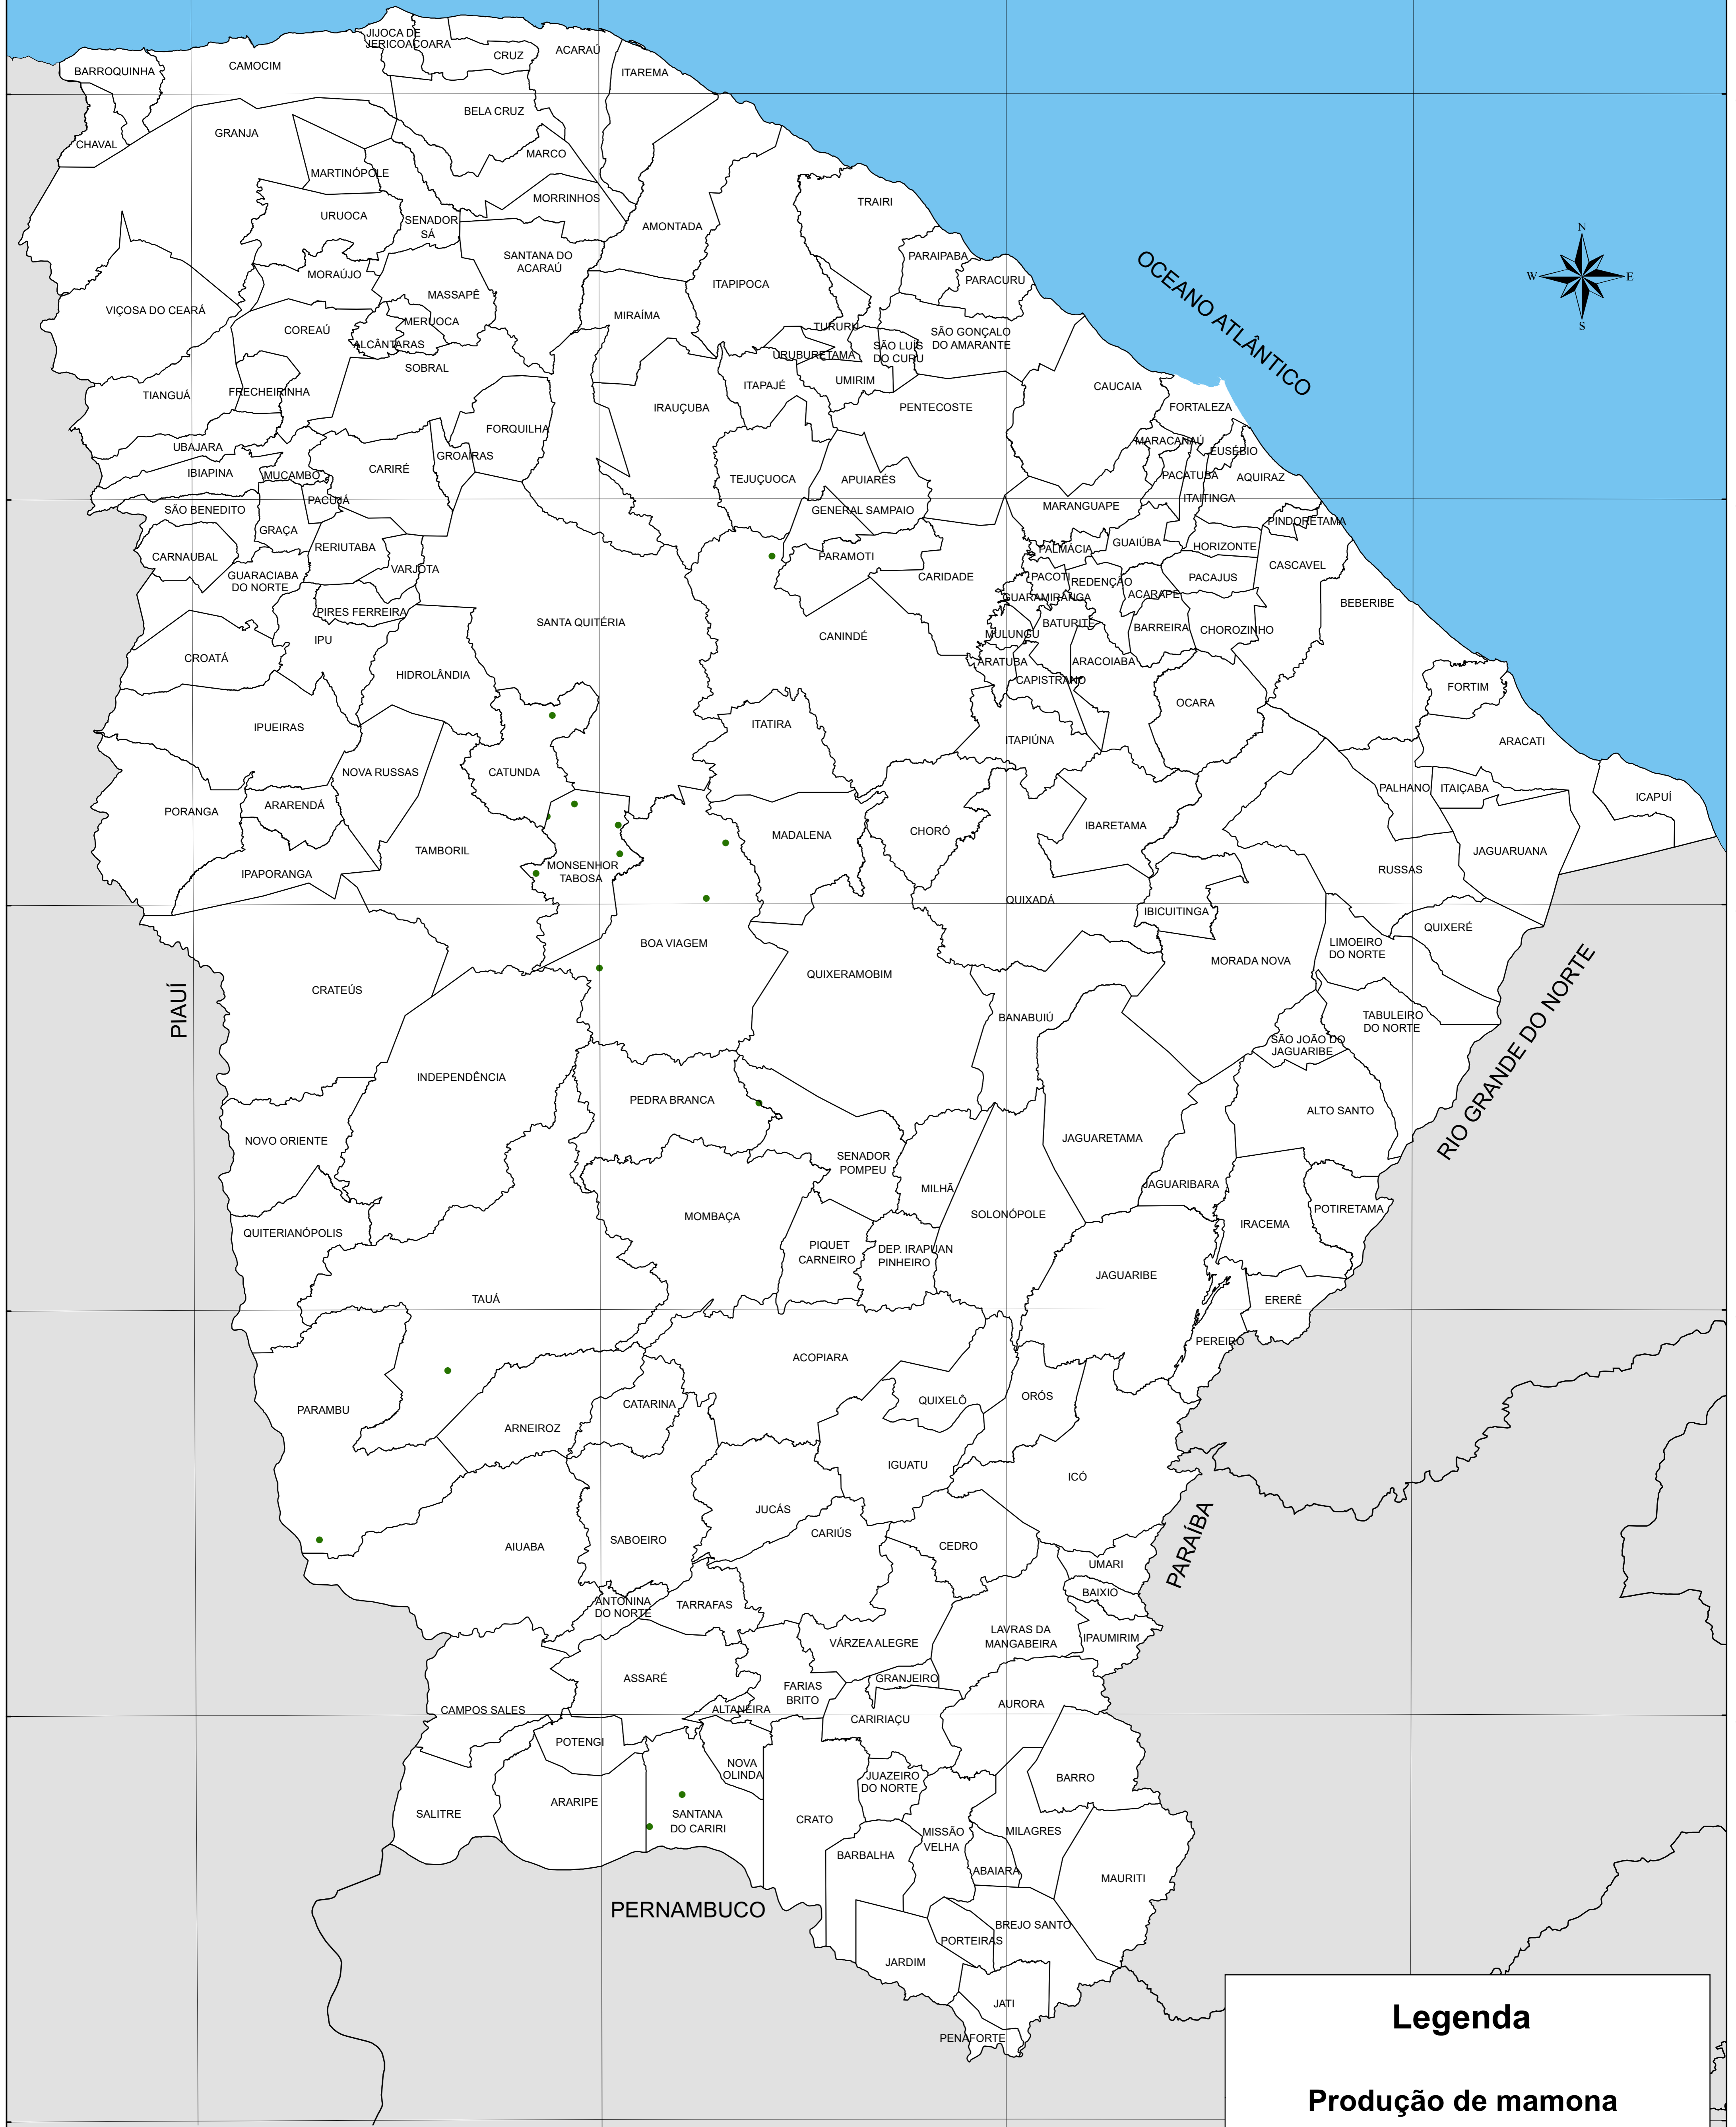 JIJOCA DE
JERICOACOARA
CRUZ
ACARAÚ
ITAREMA
BARROQUINHA
CAMOCIM
BELA CRUZ
GRANJA
CHAVAL
MARCO
MARTINÓPOLE
MORRINHOS
URUOCA
SENADOR
SÁ
AMONTADA
TRAIRI
SANTANA DO
ACARAÚ
PARAIPABA
MORAÚJO
PARACURU
ITAPIPOCA
MASSAPÊ
VIÇOSA DO CEARÁ
MIRAÍMA
MERUOCA
COREAÚ
TURURU
SÃO GONÇALO
DO AMARANTE
ALCÂNTARAS
SÃO LUÍS
DO CURU
URUBURETAMA
SOBRAL
UMIRIM
ITAPAJÉ
CAUCAIA
TIANGUÁ
FRECHEIRINHA
IRAUÇUBA
PENTECOSTE
FORTALEZA
OCEANO ATLÂNTICO
N
W
E
S
FORQUILHA
UBAJARA
MARACANAÚ
EUSÉBIO
GROAÍRAS
CARIRÉ
IBIAPINA
MUCAMBO
PACATUBA
AQUIRAZ
TEJUÇUOCA
APUIARÉS
PACUJÁ
ITAITINGA
MARANGUAPE
SÃO BENEDITO
GENERAL SAMPAIO
PINDORETAMA
GRAÇA
RERIUTABA
GUAIÚBA
HORIZONTE
PALMÁCIA
CARNAUBAL
PARAMOTI
CASCAVEL
VARJOTA
GUARACIABA
DO NORTE
CARIDADE
PACOTI
REDENÇÃO
PACAJUS
ACARAPE
GUARAMIRANGA
BEBERIBE
PIRES FERREIRA
SANTA QUITÉRIA
BATURITÉ
BARREIRA
CHOROZINHO
MULUNGU
CANINDÉ
IPU
CROATÁ
ARATUBA
ARACOIABA
HIDROLÂNDIA
CAPISTRANO
FORTIM
OCARA
IPUEIRAS
ITATIRA
ITAPIÚNA
ARACATI
NOVA RUSSAS
CATUNDA
PALHANO
ITAIÇABA
ICAPUÍ
PORANGA
ARARENDÁ
IBARETAMA
CHORÓ
MADALENA
TAMBORIL
JAGUARUANA
MONSENHOR
TABOSA
IPAPORANGA
RUSSAS
QUIXADÁ
IBICUITINGA
QUIXERÉ
BOA VIAGEM
LIMOEIRO
DO NORTE
MORADA NOVA
QUIXERAMOBIM
CRATEÚS
PIAUÍ
BANABUIÚ
TABULEIRO
DO NORTE
SÃO JOÃO DO
JAGUARIBE
RIO GRANDE DO NORTE
INDEPENDÊNCIA
PEDRA BRANCA
ALTO SANTO
NOVO ORIENTE
JAGUARETAMA
SENADOR
POMPEU
MILHÃ
JAGUARIBARA
POTIRETAMA
SOLONÓPOLE
MOMBAÇA
IRACEMA
QUITERIANÓPOLIS
PIQUET
CARNEIRO
DEP. IRAPUAN
PINHEIRO
JAGUARIBE
TAUÁ
ERERÊ
PEREIRO
ACOPIARA
ORÓS
QUIXELÔ
CATARINA
PARAMBU
ARNEIROZ
IGUATU
ICÓ
JUCÁS
CARIÚS
SABOEIRO
AIUABA
CEDRO
PARAÍBA
UMARI
BAIXIO
ANTONINA
DO NORTE
TARRAFAS
LAVRAS DA
MANGABEIRA
IPAUMIRIM
VÁRZEA ALEGRE
ASSARÉ
GRANJEIRO
FARIAS
BRITO
AURORA
CAMPOS SALES
ALTANEIRA
CARIRIAÇU
POTENGI
NOVA
OLINDA
JUAZEIRO
DO NORTE
BARRO
ARARIPE
SALITRE
SANTANA
DO CARIRI
CRATO
MISSÃO
VELHA
MILAGRES
BARBALHA
ABAIARA
MAURITI
PERNAMBUCO
BREJO SANTO
PORTEIRAS
JARDIM
JATI
PENAFORTE
Legenda
Produção de mamona